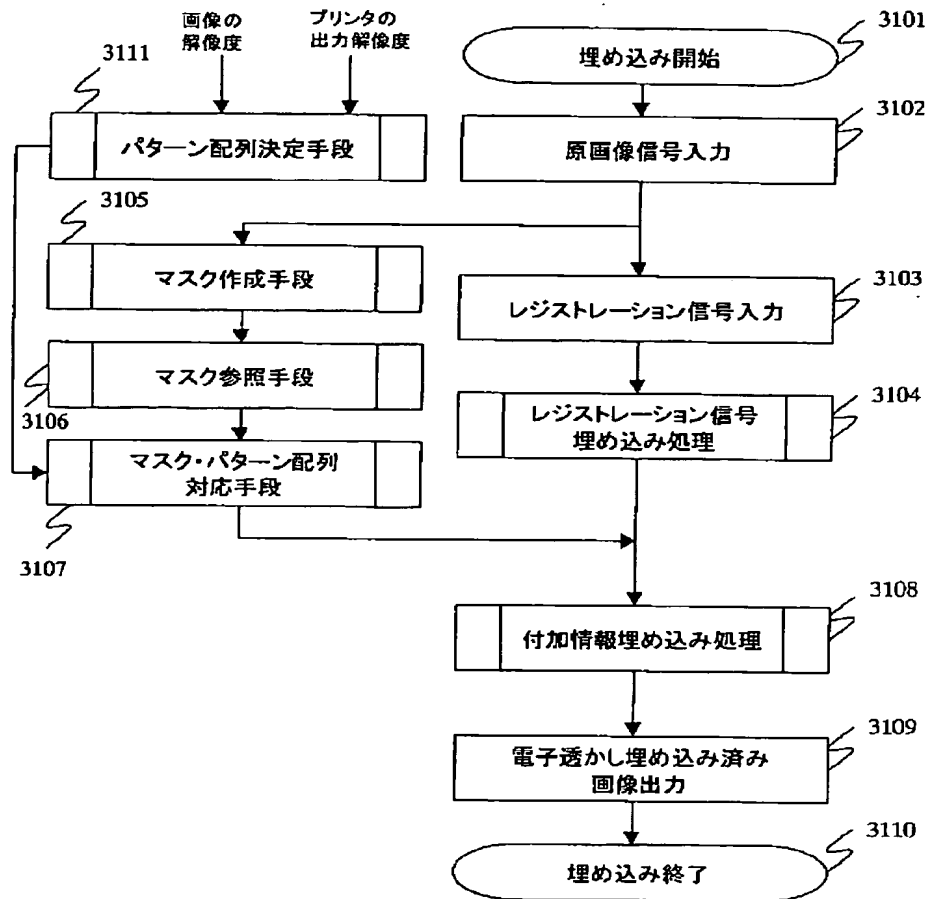 画像の
解像度
プリンタの
出力解像度
3101
埋め込み開始
3111
パターン配列決定手段
3102
原画像信号入力
3105
マスク作成手段
3103
レジストレーション信号入力
マスク参照手段
3106
3104
レジストレーション信号
埋め込み処理
マスク・パターン配列
対応手段
3107
3108
付加情報埋め込み処理
3109
電子透かし埋め込み済み
画像出力
3110
埋め込み終了